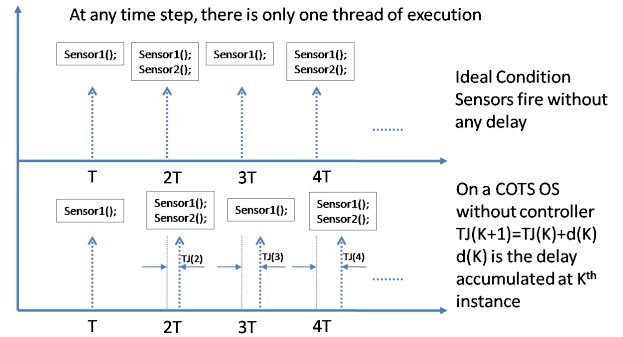 At any time step, there is only one thread of execution
Sensor1();
Sensor1();
Sensor2();
Sensor1();
Sensor1();
Sensor2();
Ideal Condition
Sensors fire without
any delay
T
2T
3T
4T
Sensor1();
Sensor1();
Sensor2();
Sensor1();
Sensor1();
Sensor2();
On a COTS OS
without controller
TJ(K+1)=TJ(K)+d(K)
d(K) is the delay
accumulated at Kth
instance
TJ(2)
TJ(3)
TJ(4)
T
2T
3T
4T